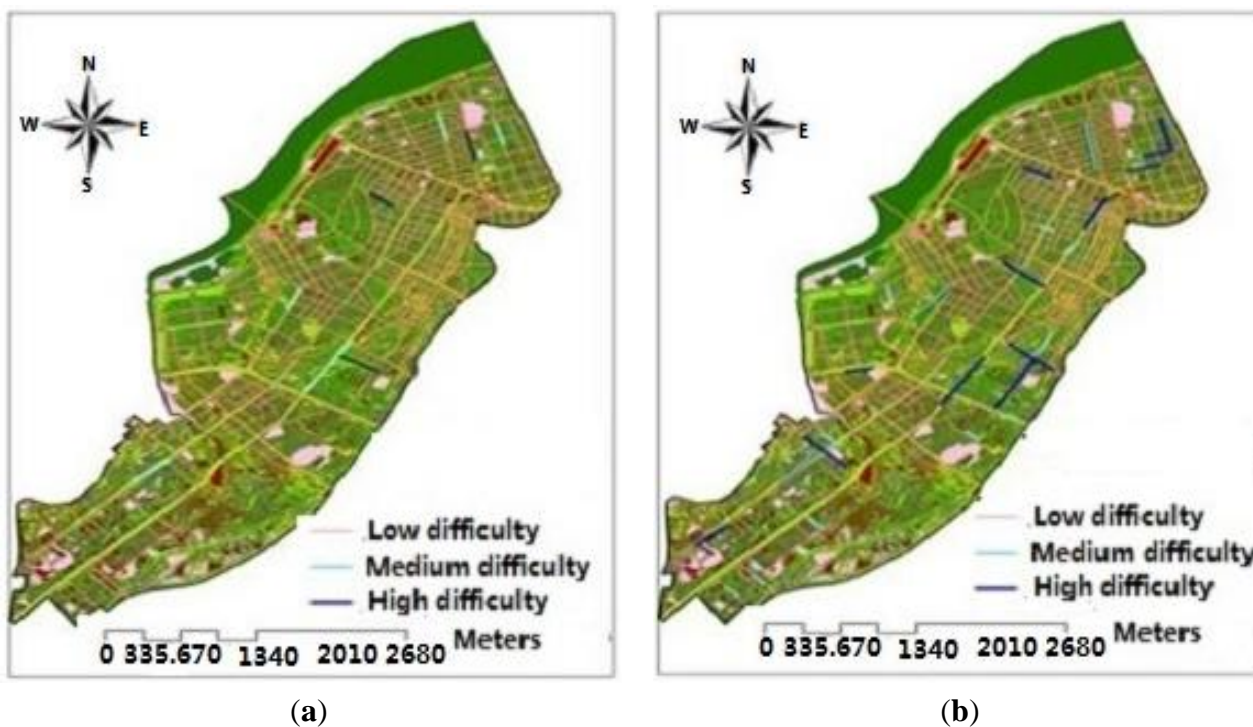 N
W E
S
Low difficulty
Medium difficulty
High difficulty
Meters
0 335.670 1340 2010 2680
(a)
N
W E
S
Low difficulty
Medium difficulty
High difficulty
Meters
0 335.670 1340 2010 2680
(b)